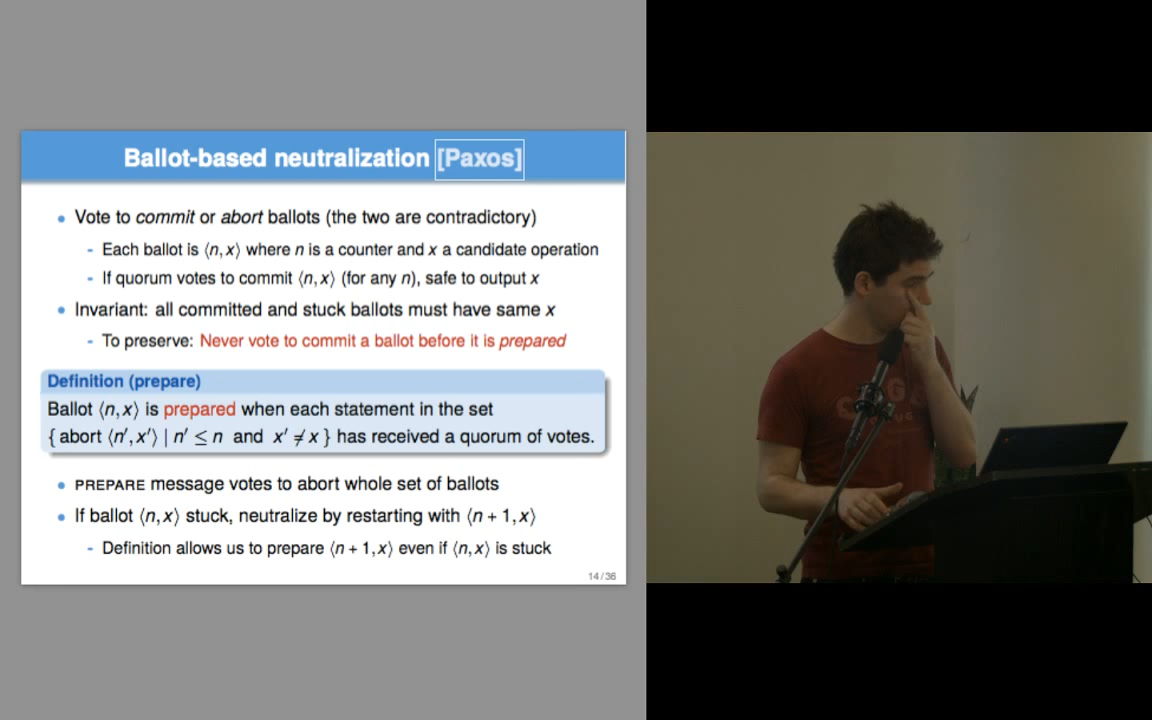 Ballot-based neutralization [Paxos]
• Vote to commit or abort ballots (the two are contradictory)
- Each ballot is ⟨n, x⟩ where n is a counter and x a candidate operation
- If quorum votes to commit ⟨n, x⟩ (for any n), safe to output x
• Invariant: all committed and stuck ballots must have same x
- To preserve: Never vote to commit a ballot before it is prepared
Definition (prepare)
Ballot ⟨n, x⟩ is prepared when each statement in the set
{ abort ⟨n′, x′⟩ | n′ ≤ n and x′ ≠ x } has received a quorum of votes.
• PREPARE message votes to abort whole set of ballots
• If ballot ⟨n, x⟩ stuck, neutralize by restarting with ⟨n + 1, x⟩
- Definition allows us to prepare ⟨n + 1, x⟩ even if ⟨n, x⟩ is stuck
14 / 36